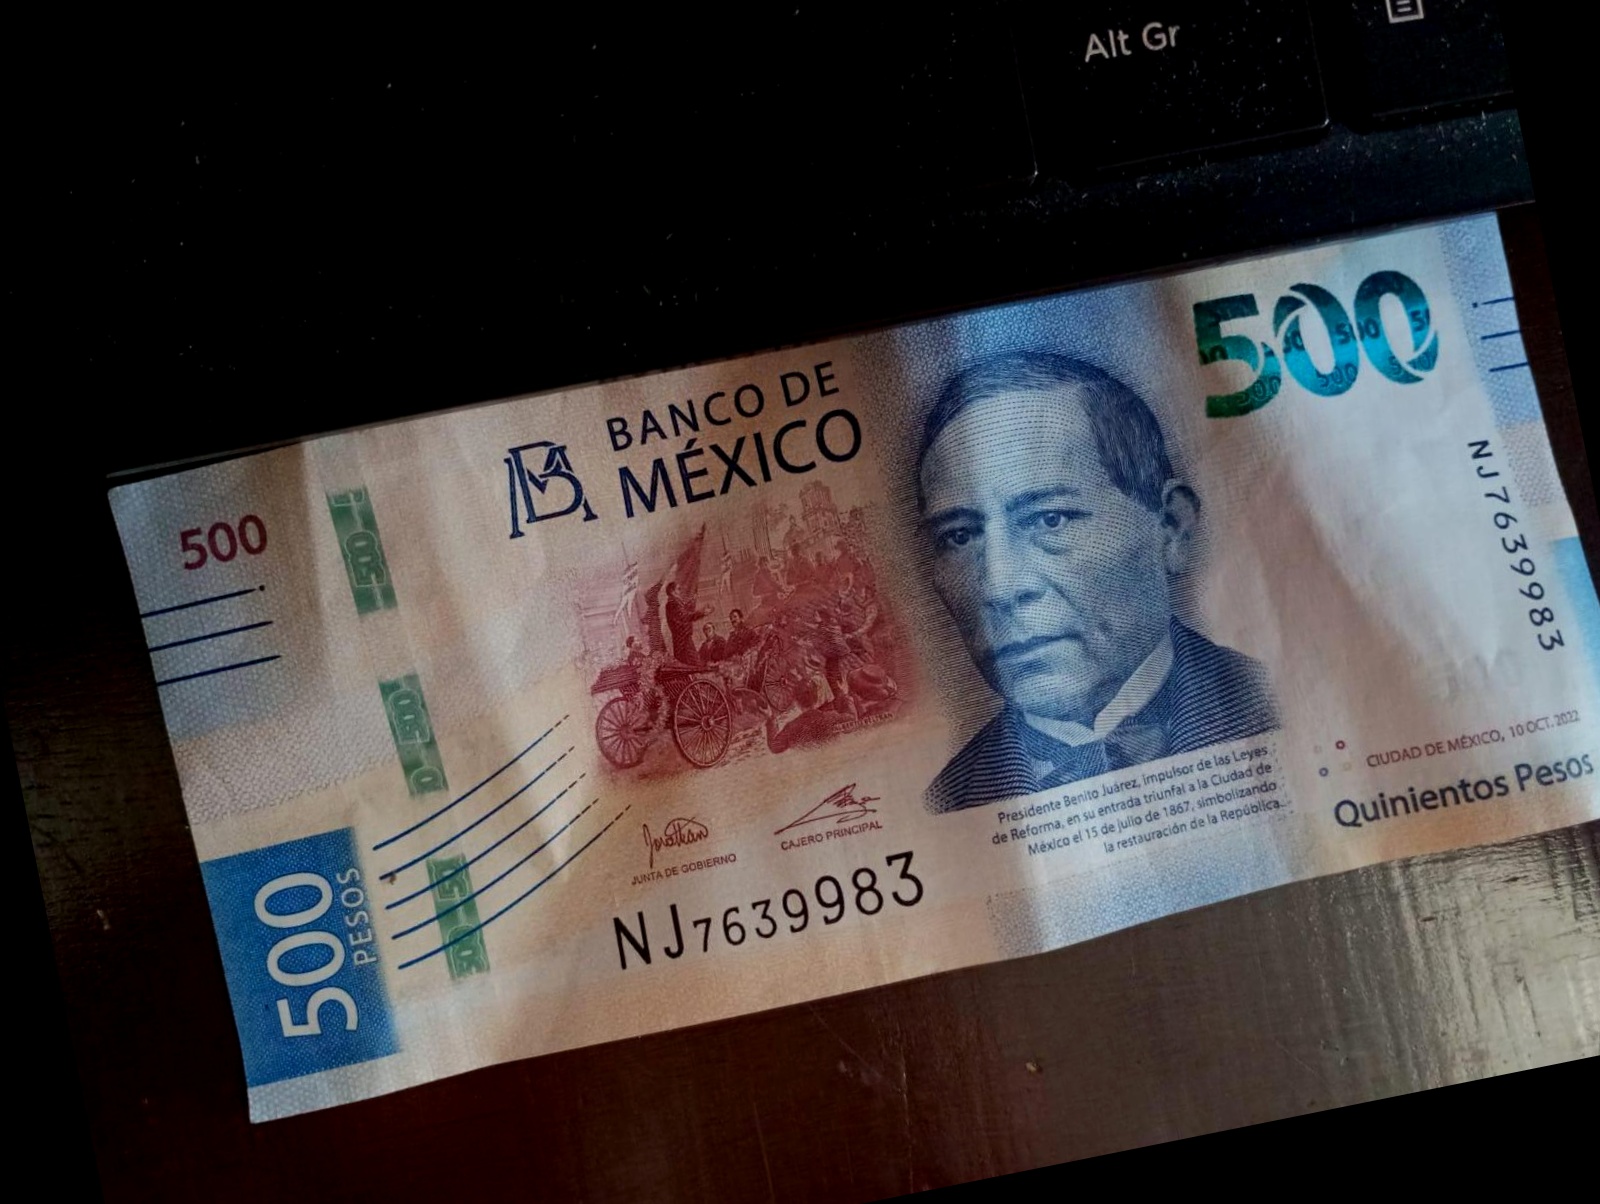 Alt Gr
500
BANCO DE
MÉXICO
500
NJ7639983
500
500
500
PESOS
JUNTA DE GOBIERNO
CAJERO PRINCIPAL
NJ7639983
Presidente Benito Juárez, impulsor de las Leyes
de Reforma, en su entrada triunfal a la Ciudad de
México el 15 de julio de 1867, simbolizando
la restauración de la República.
CIUDAD DE MÉXICO, 10 OCT. 2022
Quinientos Pesos